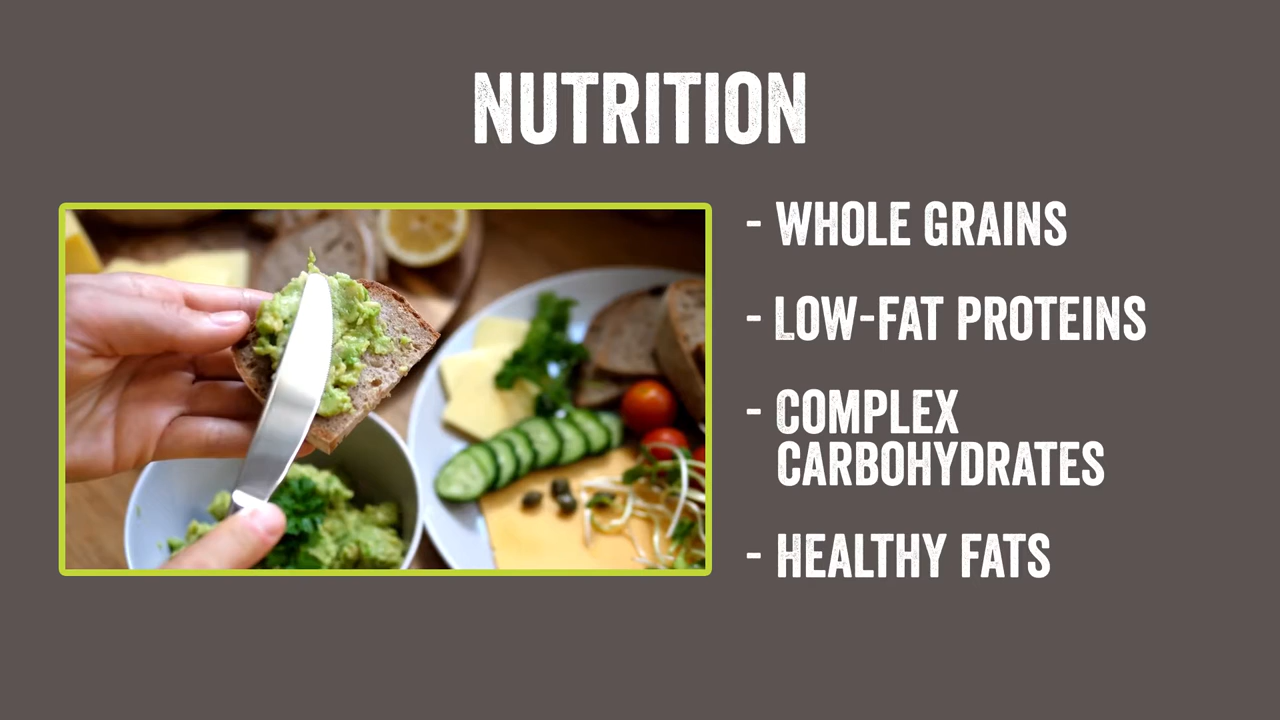 NUTRITION
- WHOLE GRAINS
- LOW-FAT PROTEINS
- COMPLEX
CARBOHYDRATES
- HEALTHY FATS